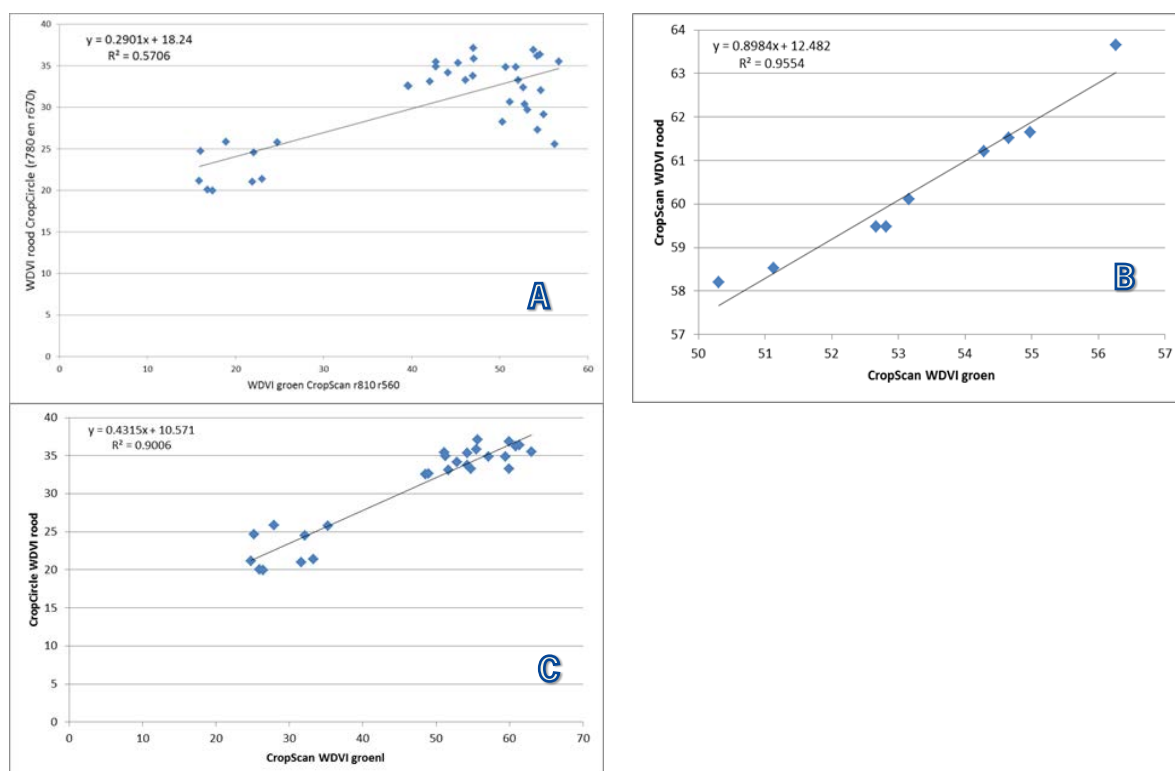 y = 0.2901x + 18.24
R² = 0.5706
WDVI rood CropCircle (r780 en r670)
40
35
30
25
20
15
10
5
0
0 10 20 30 40 50 60
WDVI groen CropScan r810 r560
A
y = 0.8984x + 12.482
R² = 0.9554
CropScan WDVI rood
64
63
62
61
60
59
58
57
50 51 52 53 54 55 56 57
CropScan WDVI groen
B
y = 0.4315x + 10.571
R² = 0.9006
CropCircle WDVI rood
40
35
30
25
20
15
10
5
0
0 10 20 30 40 50 60 70
CropScan WDVI groenl
C